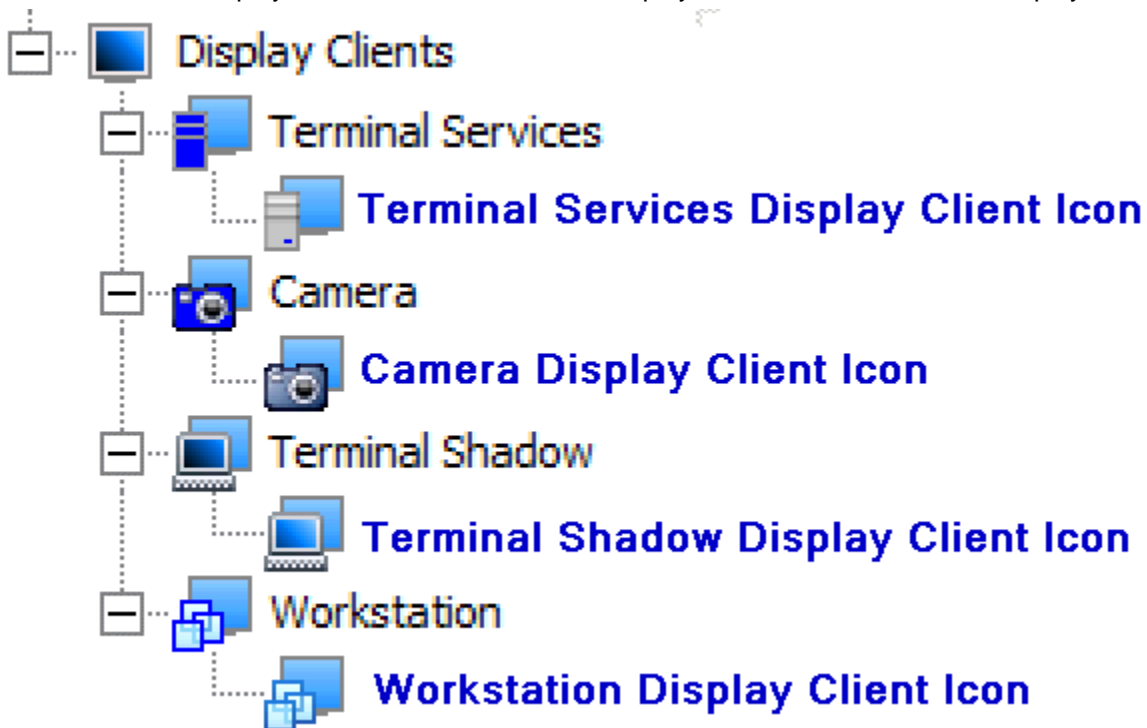 Display Clients
Terminal Services
Terminal Services Display Client Icon
Camera
Camera Display Client Icon
Terminal Shadow
Terminal Shadow Display Client Icon
Workstation
Workstation Display Client Icon